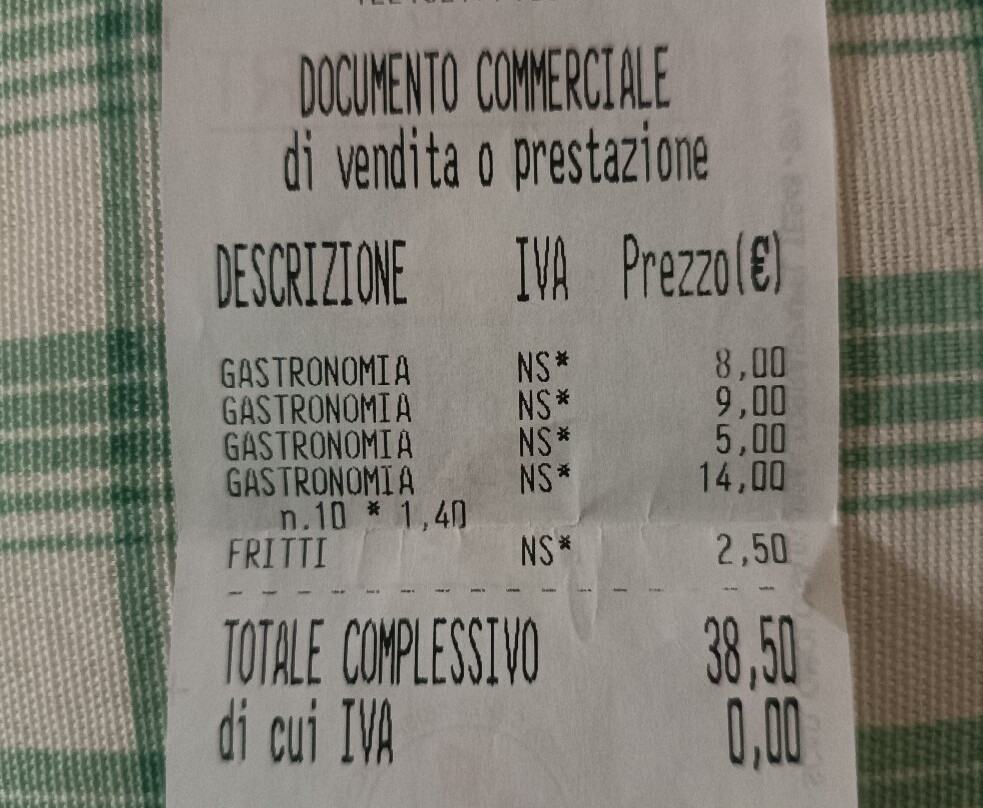 DOCUMENTO COMMERCIALE
di vendita o prestazione
DESCRIZIONE IVA Prezzo(€)
GASTRONOMIA NS* 8,00
GASTRONOMIA NS* 9,00
GASTRONOMIA NS* 5,00
GASTRONOMIA NS* 14,00
n.10 * 1,40
FRITTI NS* 2,50
TOTALE COMPLESSIVO 38,50
di cui IVA 0,00